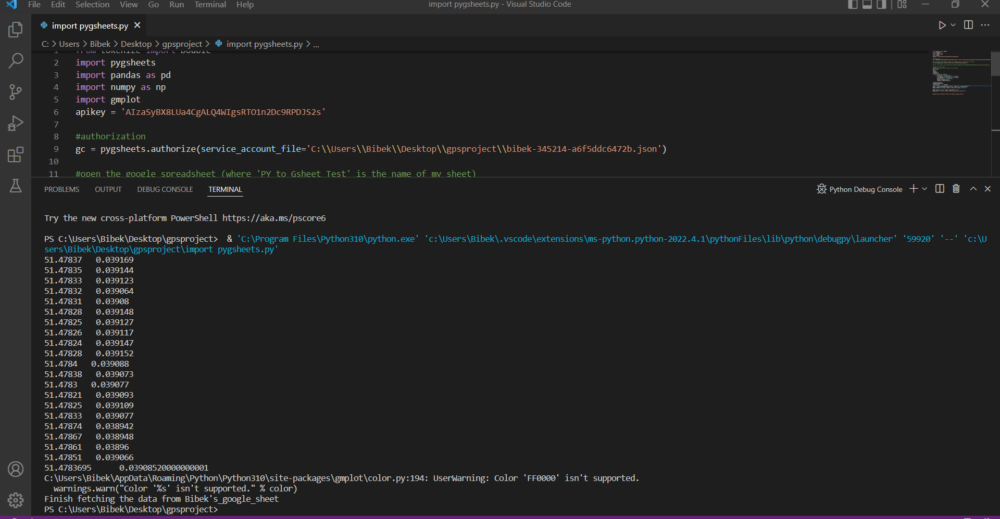 File Edit Selection View Go Run Terminal Help
import pygsheets.py - Visual Studio Code
import pygsheets.py
C: > Users > Bibek > Desktop > gpsproject > import pygsheets.py > ...
1 from tokenize import Double
2 import pygsheets
3 import pandas as pd
4 import numpy as np
5 import gmplot
6 apikey = 'AIzaSyBX8LUa4CgALQ4WIgsRTO1n2Dc9RPDJS2s'
7
8 #authorization
9 gc = pygsheets.authorize(service_account_file='C:\\Users\\Bibek\\Desktop\\gpsproject\\bibek-345214-a6f5ddc6472b.json')
10
11 #open the google spreadsheet (where 'PY to Gsheet Test' is the name of my sheet)
PROBLEMS OUTPUT DEBUG CONSOLE TERMINAL
Python Debug Console
Try the new cross-platform PowerShell https://aka.ms/pscore6
PS C:\Users\Bibek\Desktop\gpsproject> & 'C:\Program Files\Python310\python.exe' 'c:\Users\Bibek\.vscode\extensions\ms-python.python-2022.4.1\pythonFiles\lib\python\debugpy\launcher' '59920' '--' 'c:\U
sers\Bibek\Desktop\gpsproject\import pygsheets.py'
51.47837 0.039169
51.47835 0.039144
51.47833 0.039123
51.47832 0.039064
51.47831 0.03908
51.47828 0.039148
51.47825 0.039127
51.47826 0.039117
51.47824 0.039147
51.47828 0.039152
51.4784 0.039088
51.47838 0.039073
51.4783 0.039077
51.47821 0.039093
51.47825 0.039109
51.47833 0.039077
51.47874 0.038942
51.47867 0.038948
51.47861 0.03896
51.47851 0.039066
51.4783695 0.03908520000000001
C:\Users\Bibek\AppData\Roaming\Python\Python310\site-packages\gmplot\color.py:194: UserWarning: Color 'FF0000' isn't supported.
warnings.warn("Color '%s' isn't supported." % color)
Finish fetching the data from Bibek's_google_sheet
PS C:\Users\Bibek\Desktop\gpsproject>